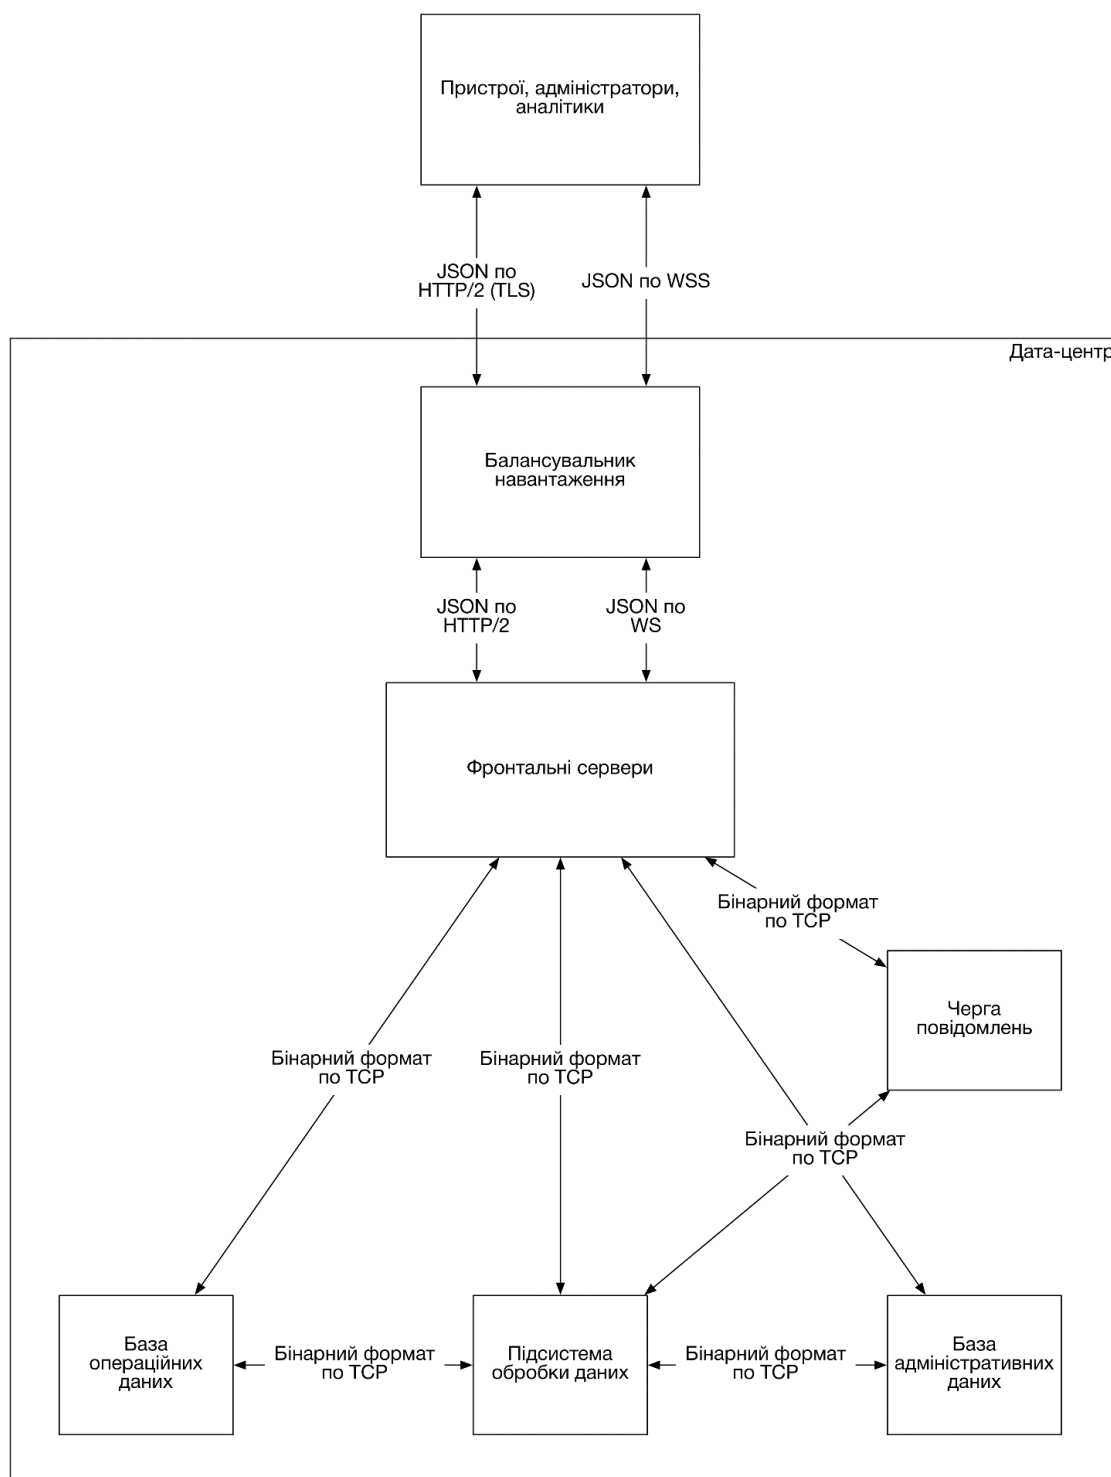 Пристрої, адміністратори,
аналітики
JSON по
HTTP/2 (TLS)
JSON по WSS
Дата-центр
Балансувальник
навантаження
JSON по
HTTP/2
JSON по
WS
Фронтальні сервери
Бінарний формат
по TCP
Черга
повідомлень
Бінарний формат
по TCP
Бінарний формат
по TCP
Бінарний формат
по TCP
База
операційних
даних
Бінарний формат
по TCP
Підсистема
обробки даних
Бінарний формат
по TCP
База
адміністративних
даних